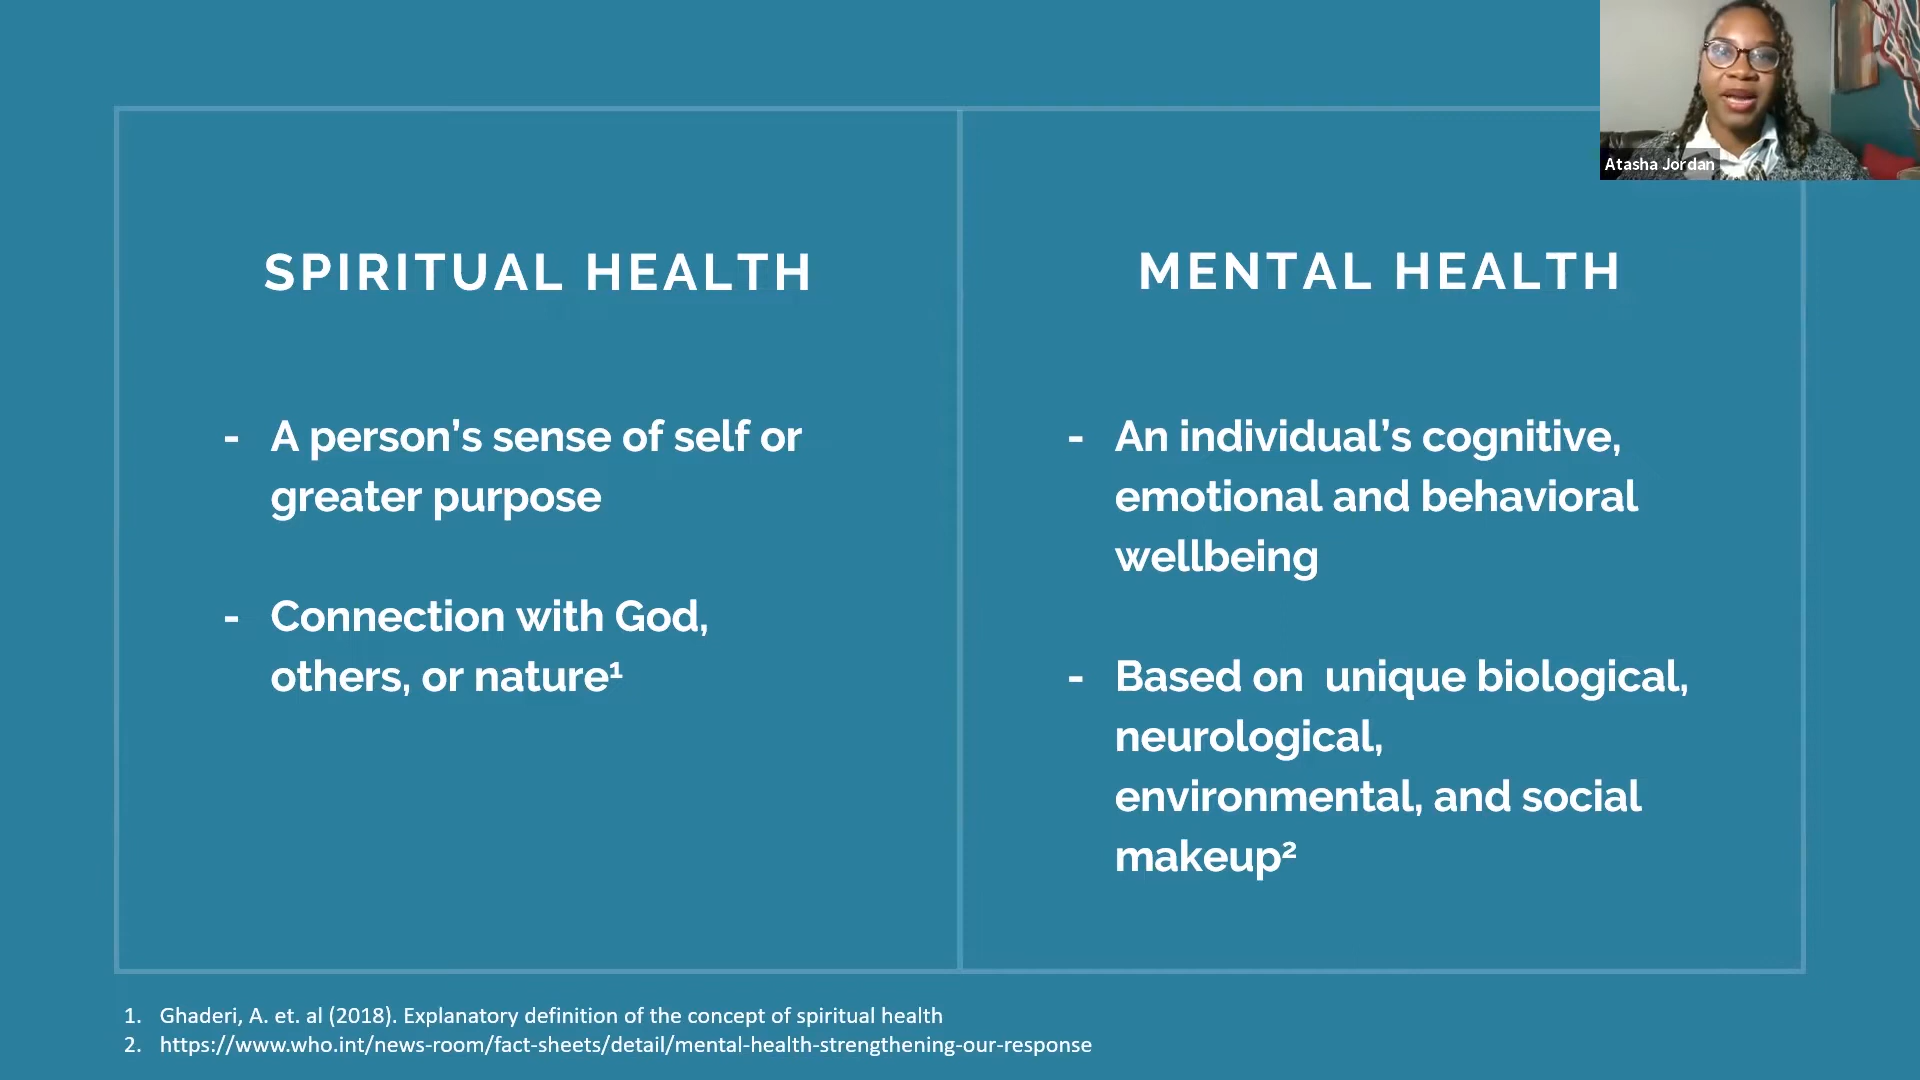 Atasha Jordan
SPIRITUAL HEALTH
- A person’s sense of self or
greater purpose
- Connection with God,
others, or nature¹
MENTAL HEALTH
- An individual’s cognitive,
emotional and behavioral
wellbeing
- Based on  unique biological,
neurological,
environmental, and social
makeup²
1. Ghaderi, A. et. al (2018). Explanatory definition of the concept of spiritual health
2. https://www.who.int/news-room/fact-sheets/detail/mental-health-strengthening-our-response